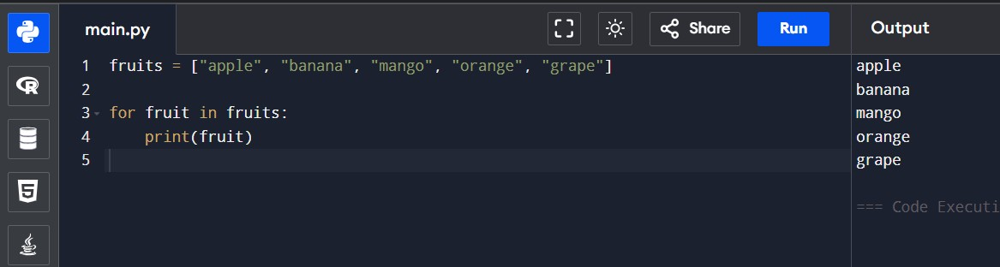 main.py
Share
Run
Output
1 fruits = ["apple", "banana", "mango", "orange", "grape"]
2
3 for fruit in fruits:
4     print(fruit)
5
apple
banana
mango
orange
grape
=== Code Executi